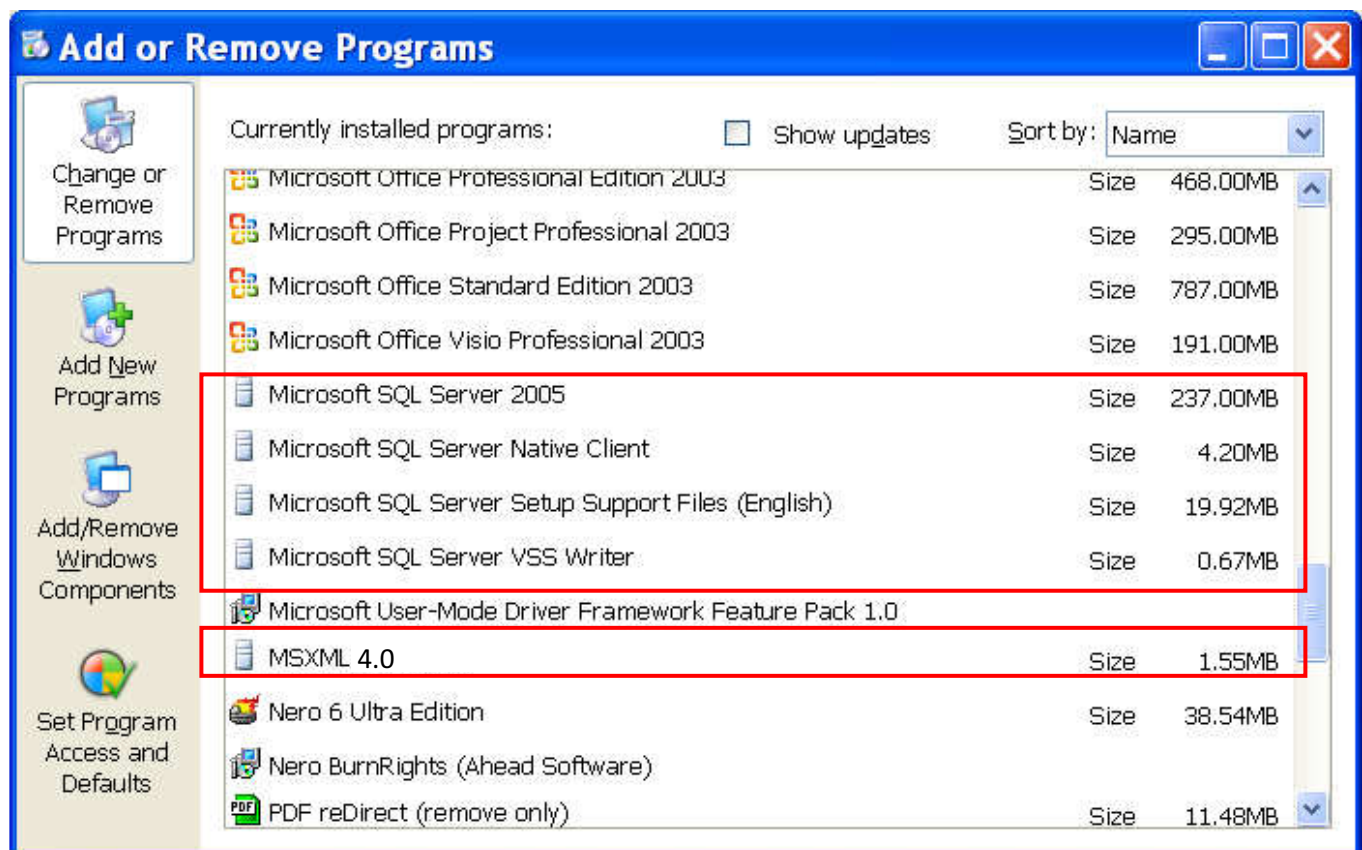 Add or Remove Programs
Change or
Remove
Programs
Add New
Programs
Add/Remove
Windows
Components
Set Program
Access and
Defaults
Currently installed programs: Show updates Sort by: Name
Microsoft Office Professional Edition 2003 Size 468.00MB
Microsoft Office Project Professional 2003 Size 295.00MB
Microsoft Office Standard Edition 2003 Size 787.00MB
Microsoft Office Visio Professional 2003 Size 191.00MB
Microsoft SQL Server 2005 Size 237.00MB
Microsoft SQL Server Native Client Size 4.20MB
Microsoft SQL Server Setup Support Files (English) Size 19.92MB
Microsoft SQL Server VSS Writer Size 0.67MB
Microsoft User-Mode Driver Framework Feature Pack 1.0
MSXML 4.0 Size 1.55MB
Nero 6 Ultra Edition Size 38.54MB
Nero BurnRights (Ahead Software)
PDF PDF reDirect (remove only) Size 11.48MB